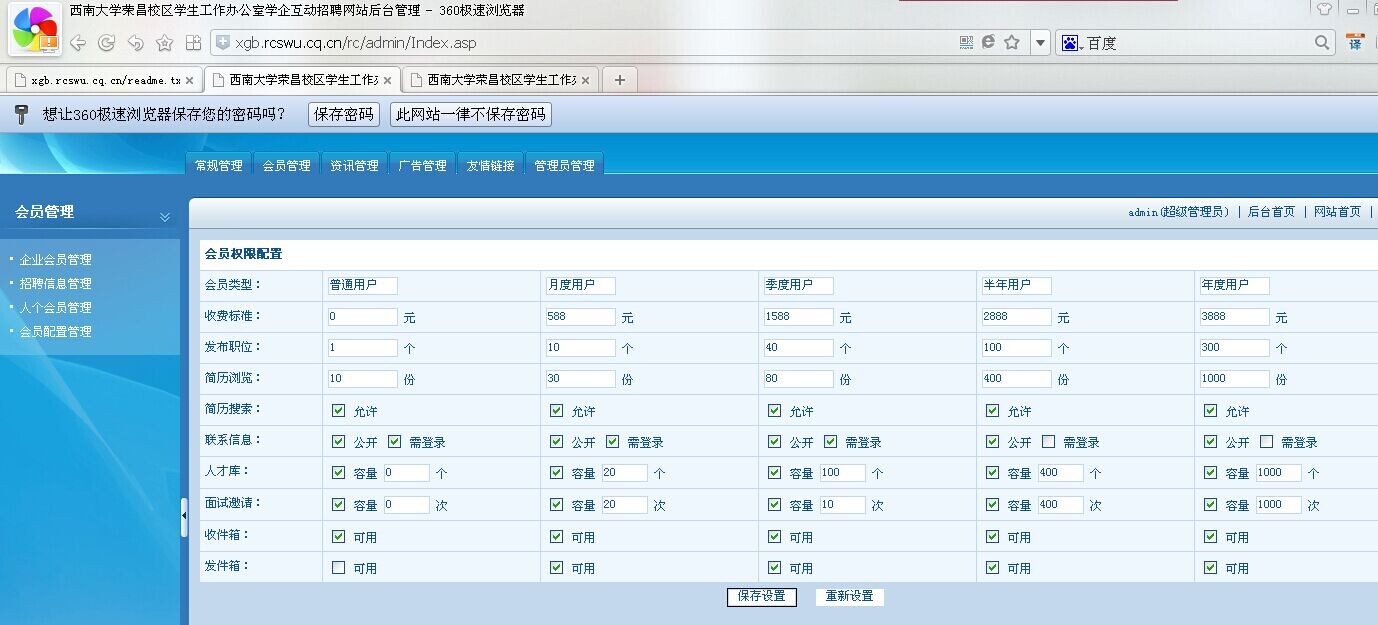 西南大学荣昌校区学生工作办公室学企互动招聘网站后台管理 - 360极速浏览器
xgb.rcswu.cq.cn/rc/admin/Index.asp
百度
译
xgb.rcswu.cq.cn/readme.tx
西南大学荣昌校区学生工作
西南大学荣昌校区学生工作
想让360极速浏览器保存您的密码吗? 保存密码 此网站一律不保存密码
常规管理 会员管理 资讯管理 广告管理 友情链接 管理员管理
会员管理
admin(超级管理员) | 后台首页 | 网站首页 |
企业会员管理
招聘信息管理
人个会员管理
会员配置管理
会员权限配置
会员类型: 普通用户 月度用户 季度用户 半年用户 年度用户
收费标准: 0 元 588 元 1588 元 2888 元 3888 元
发布职位: 1 个 10 个 40 个 100 个 300 个
简历浏览: 10 份 30 份 80 份 400 份 1000 份
简历搜索: 允许 允许 允许 允许 允许
联系信息: 公开 需登录 公开 需登录 公开 需登录 公开 需登录 公开 需登录
人才库: 容量 0 个 容量 20 个 容量 100 个 容量 400 个 容量 1000 个
面试邀请: 容量 0 次 容量 20 次 容量 10 次 容量 400 次 容量 1000 次
收件箱: 可用 可用 可用 可用 可用
发件箱: 可用 可用 可用 可用 可用
保存设置 重新设置